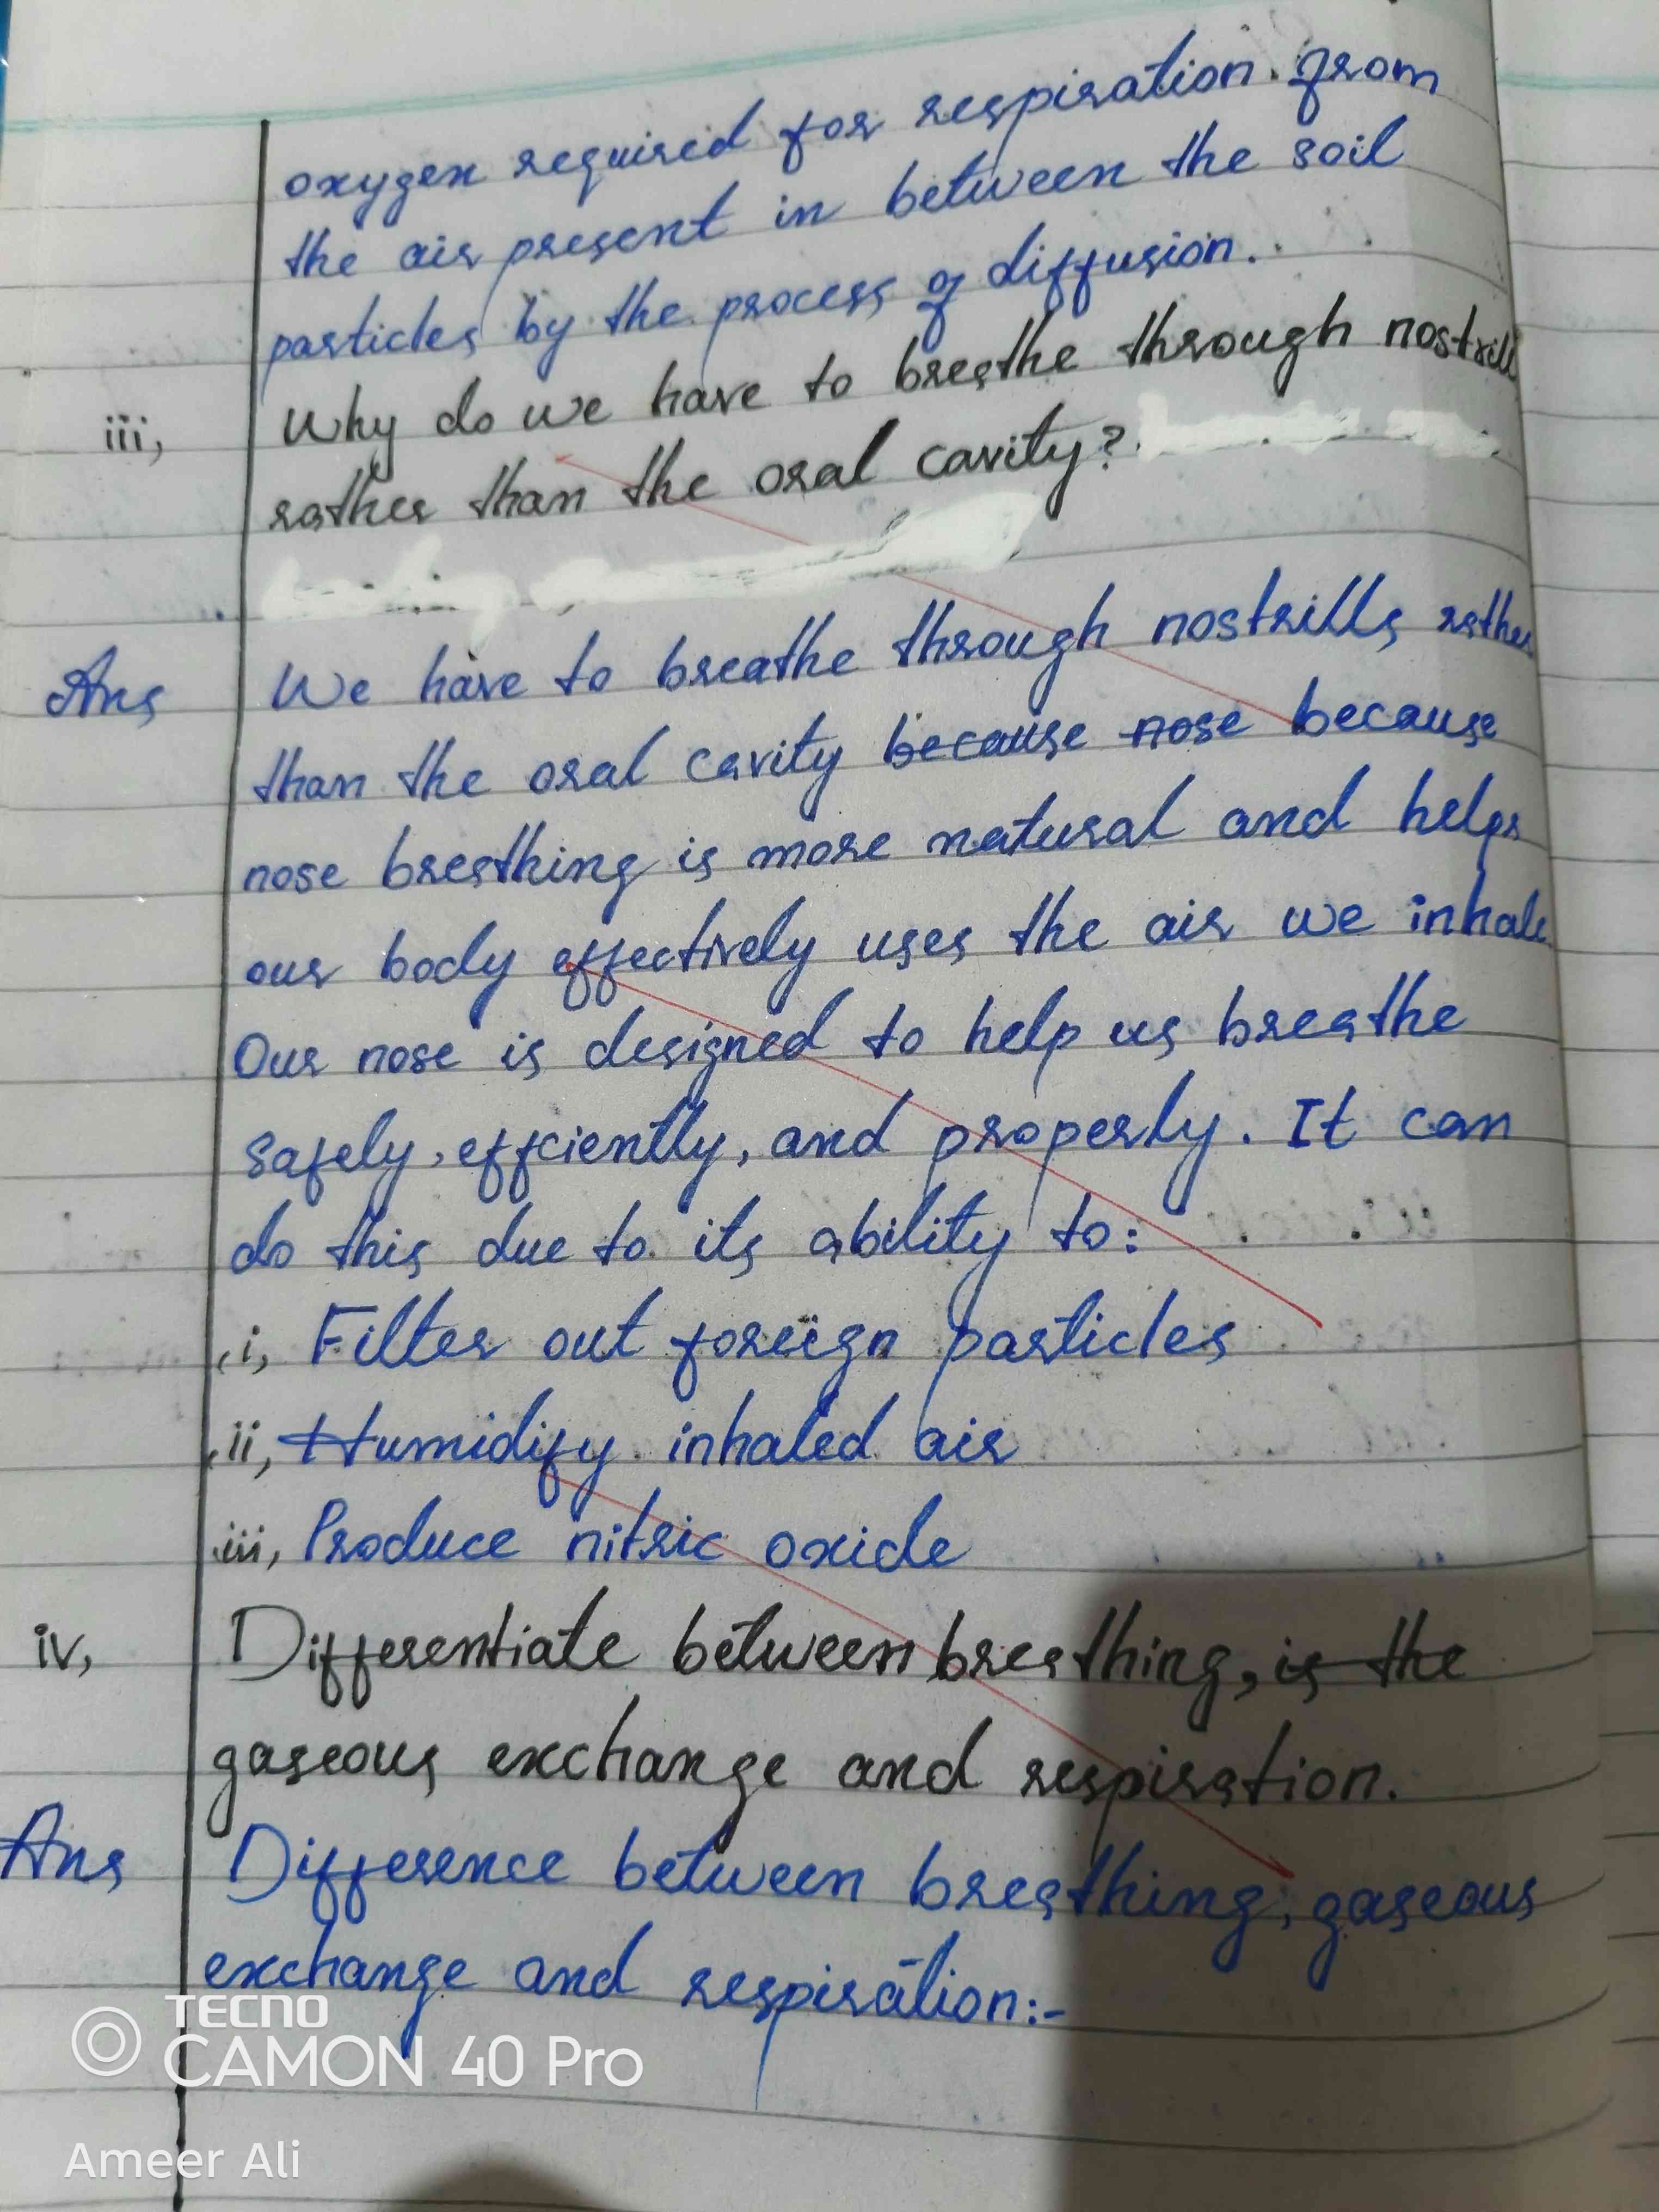 oxygen required for respiration from
the air present in between the soil
particles by the process of diffusion.
iii, Why do we have to breathe through nostrill
rather than the oral cavity?
Ans We have to breathe through nostrills rather
than the oral cavity because nose because
nose breathing is more natural and helps
our body effectively uses the air we inhale
Our nose is designed to help us breathe
safely, effciently, and properly. It can
do this due to its ability to:
i, Filter out foreign particles
ii, Humidify inhaled air
iii, Produce nitric oxide
iv, Differentiate between breathing, is the
gaseous exchange and respiration.
Ans Difference between breathing, gaseous
exchange and respiration:-
TECNO
CAMON 40 Pro
Ameer Ali